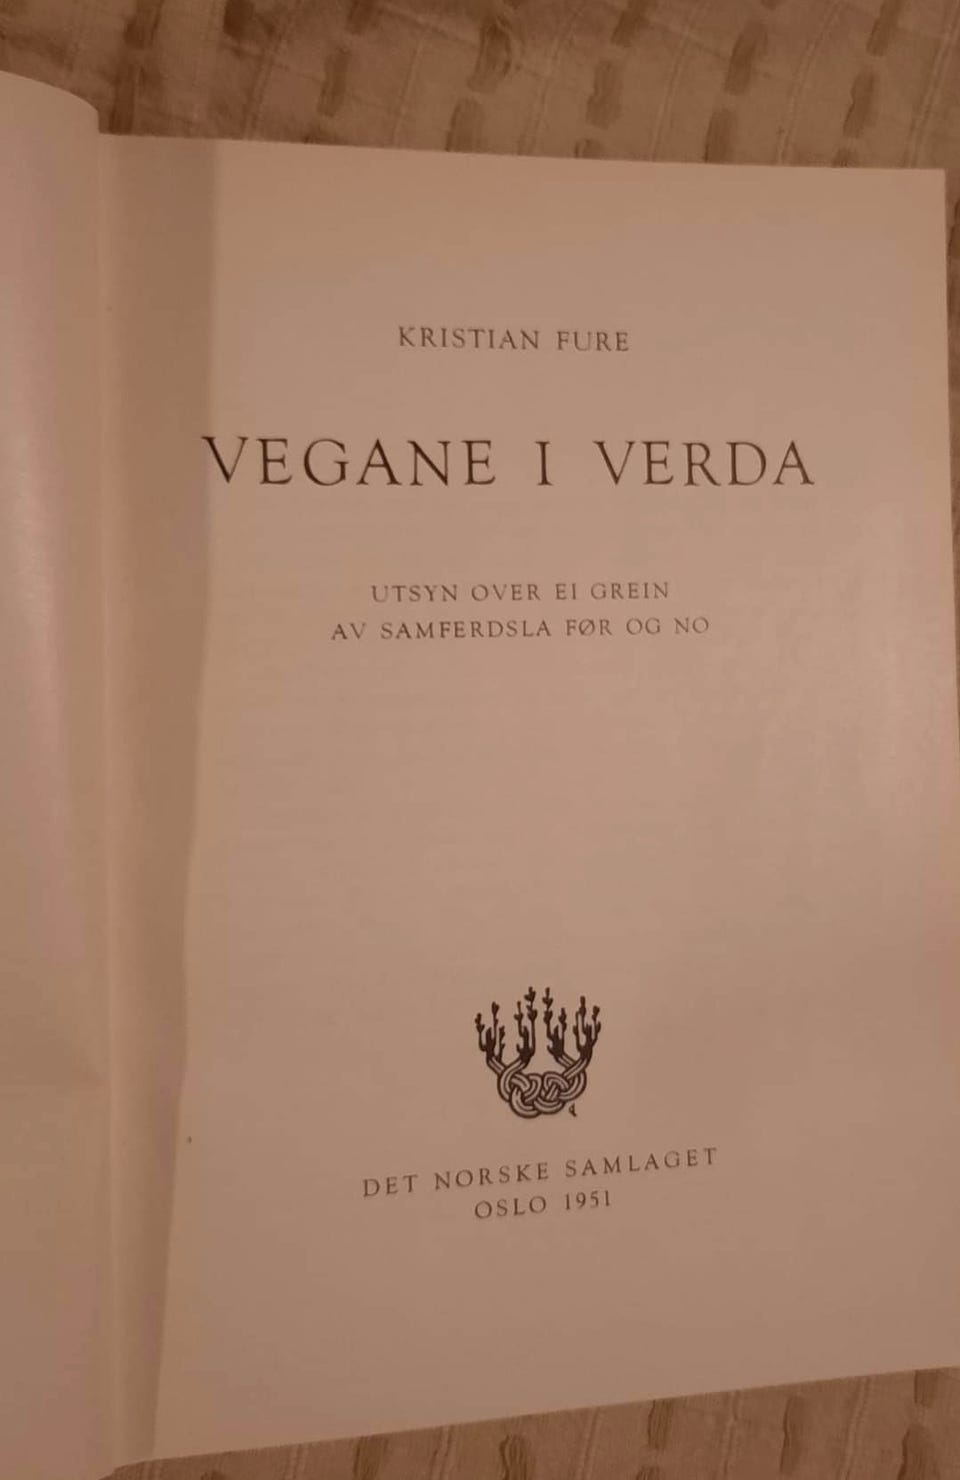 KRISTIAN FURE
VEGANE I VERDA
UTSYN OVER EI GREIN
AV SAMFERDSLA FØR OG NO
DET NORSKE SAMLAGET
OSLO 1951